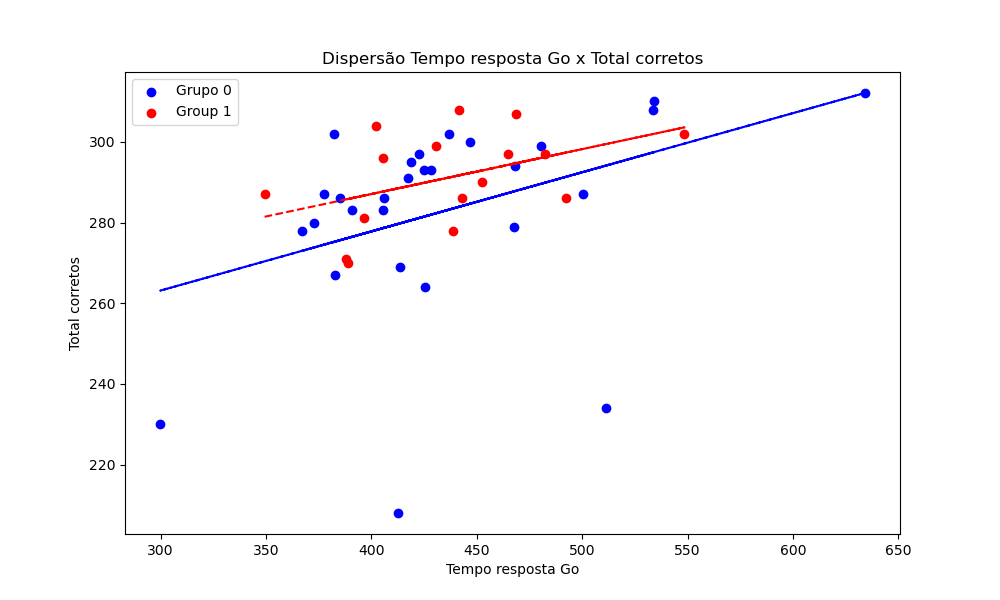 Dispersão Tempo resposta Go x Total corretos
Grupo 0
Group 1
Total corretos
300
280
260
240
220
300 350 400 450 500 550 600 650
Tempo resposta Go